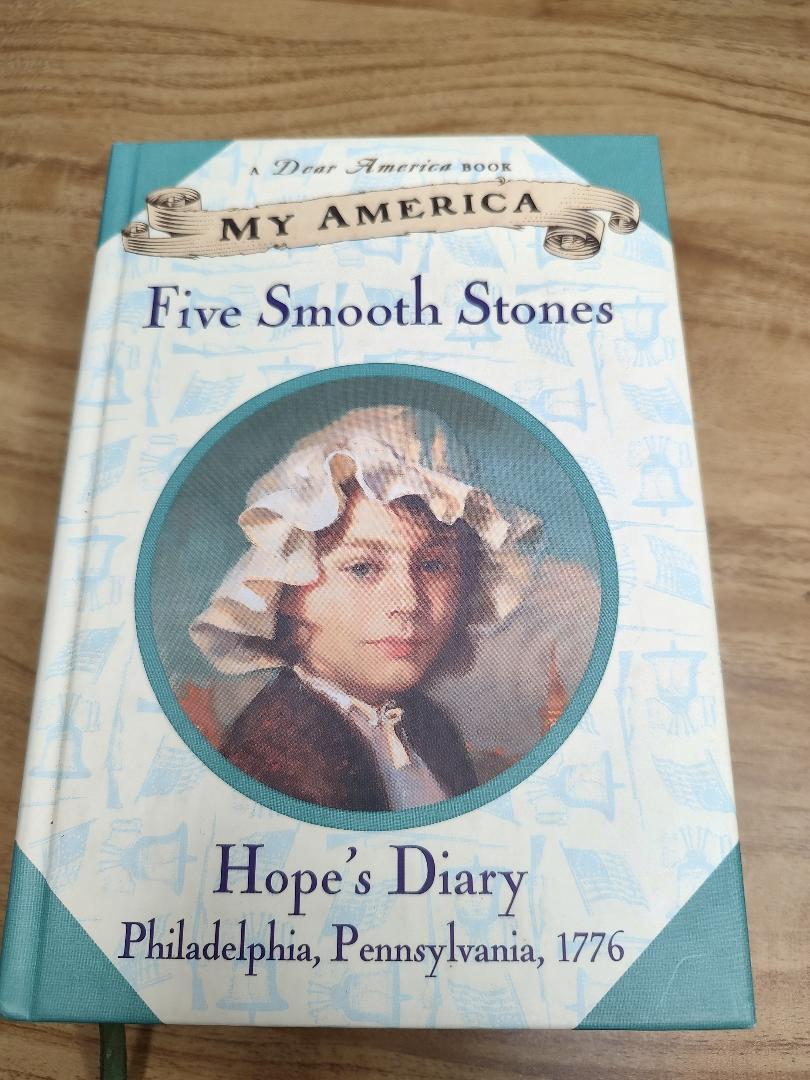 A Dear America BOOK
MY AMERICA
Five Smooth Stones
Hope's Diary
Philadelphia, Pennsylvania, 1776